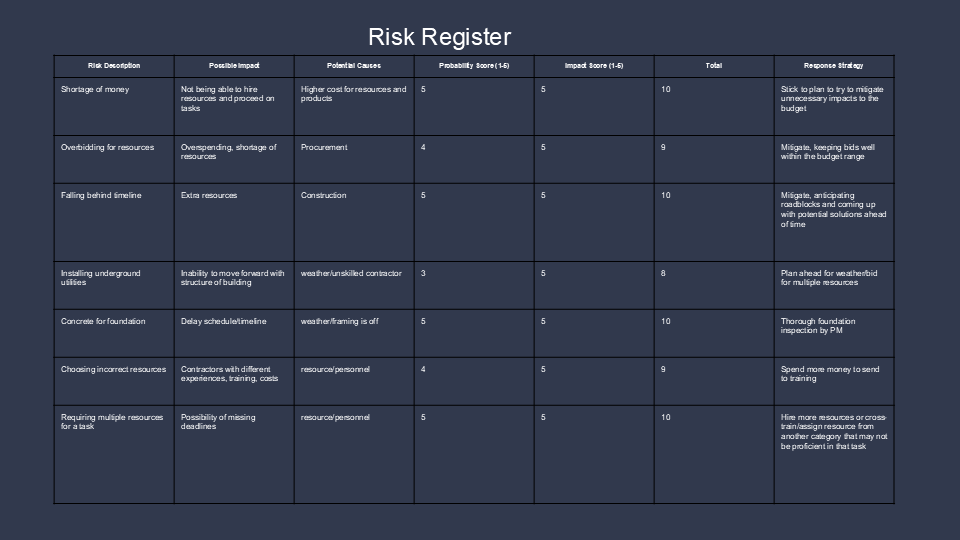 Risk Register
Risk Description Possible Impact Potential Causes Probability Score (1-5) Impact Score (1-5) Total Response Strategy
Shortage of money
Not being able to hire
resources and proceed on
tasks
Higher cost for resources and
products
5
5
10
Stick to plan to try to mitigate
unnecessary impacts to the
budget
Overbidding for resources
Overspending, shortage of
resources
Procurement
4
5
9
Mitigate, keeping bids well
within the budget range
Falling behind timeline
Extra resources
Construction
5
5
10
Mitigate, anticipating
roadblocks and coming up
with potential solutions ahead
of time
Installing underground
utilities
Inability to move forward with
structure of building
weather/unskilled contractor
3
5
8
Plan ahead for weather/bid
for multiple resources
Concrete for foundation
Delay schedule/timeline
weather/framing is off
5
5
10
Thorough foundation
inspection by PM
Choosing incorrect resources
Contractors with different
experiences, training, costs
resource/personnel
4
5
9
Spend more money to send
to training
Requiring multiple resources
for a task
Possibility of missing
deadlines
resource/personnel
5
5
10
Hire more resources or cross-
train/assign resource from
another category that may not
be proficient in that task